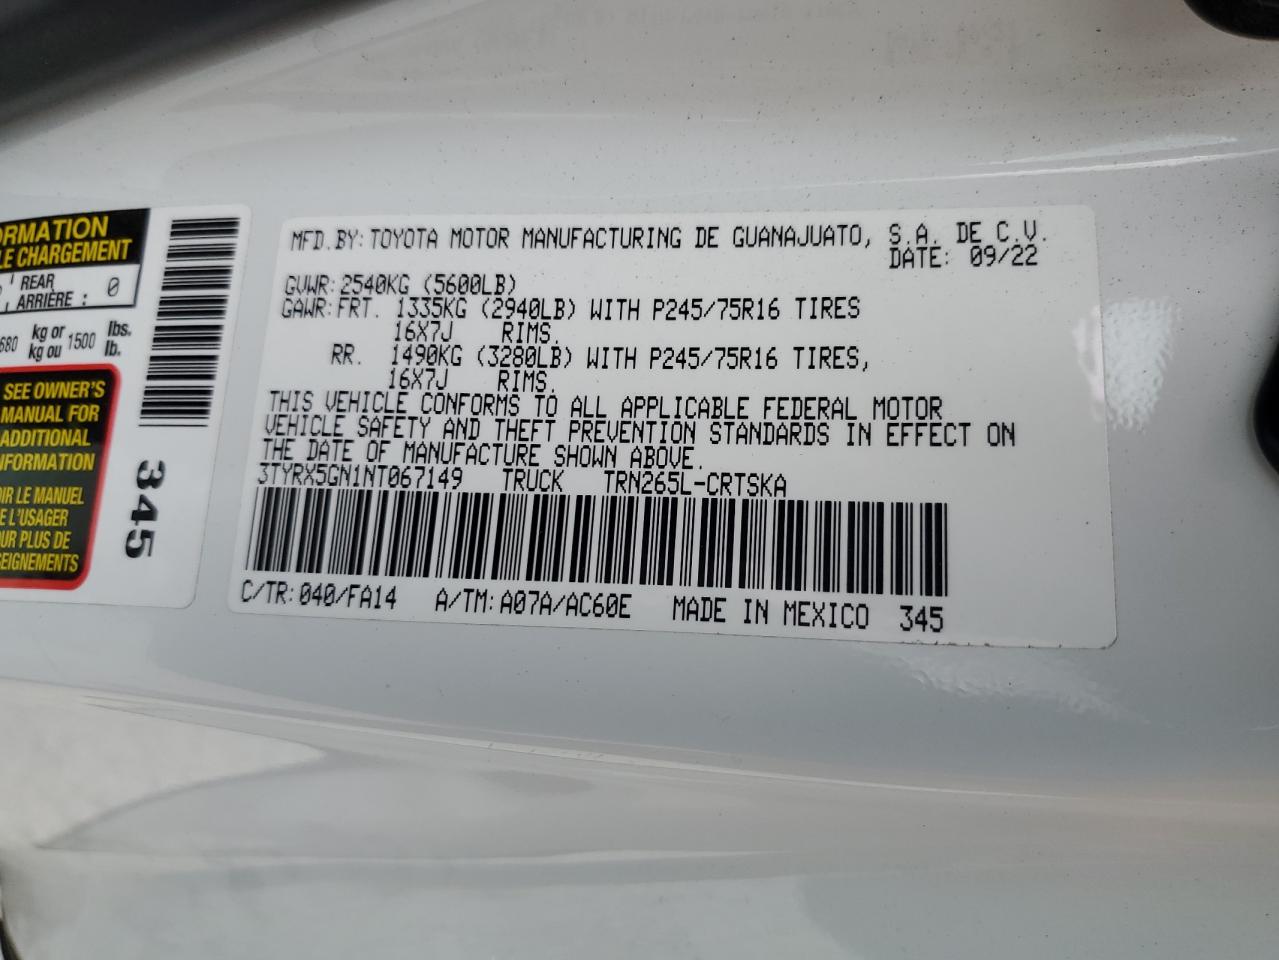 ORMATION
LE CHARGEMENT
REAR
ARRIÈRE : 0
680 kg or 1500 lbs.
kg ou lb.
SEE OWNER'S
MANUAL FOR
ADDITIONAL
NFORMATION
OIR LE MANUEL
E L'USAGER
OUR PLUS DE
SEIGNEMENTS
345
MFD.BY:TOYOTA MOTOR MANUFACTURING DE GUANAJUATO, S.A. DE C.V.
DATE: 09/22
GVWR:2540KG (5600LB)
GAWR:FRT. 1335KG (2940LB) WITH P245/75R16 TIRES
16X7J RIMS.
RR. 1490KG (3280LB) WITH P245/75R16 TIRES,
16X7J RIMS.
THIS VEHICLE CONFORMS TO ALL APPLICABLE FEDERAL MOTOR
VEHICLE SAFETY AND THEFT PREVENTION STANDARDS IN EFFECT ON
THE DATE OF MANUFACTURE SHOWN ABOVE.
3TYRX5GN1NT067149 TRUCK TRN265L-CRTSKA
C/TR:040/FA14 A/TM:A07A/AC60E MADE IN MEXICO 345